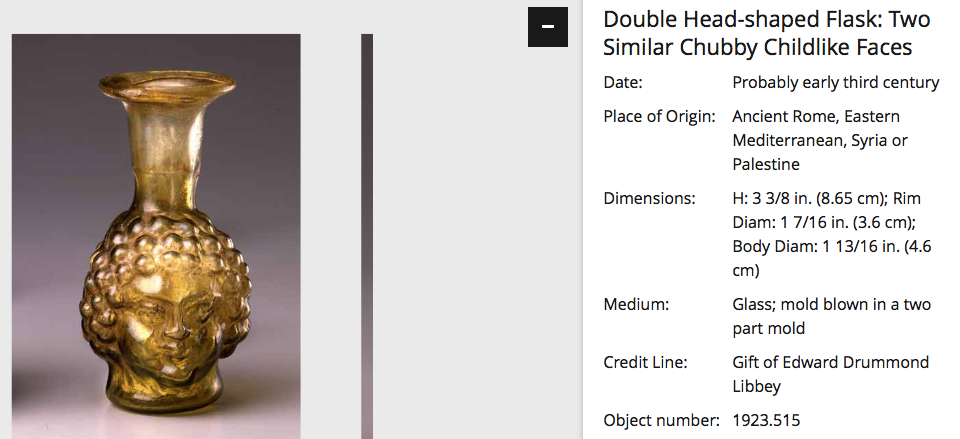 Double Head-shaped Flask: Two
Similar Chubby Childlike Faces
Date: Probably early third century
Place of Origin: Ancient Rome, Eastern
Mediterranean, Syria or
Palestine
Dimensions: H: 3 3/8 in. (8.65 cm); Rim
Diam: 1 7/16 in. (3.6 cm);
Body Diam: 1 13/16 in. (4.6
cm)
Medium: Glass; mold blown in a two
part mold
Credit Line: Gift of Edward Drummond
Libbey
Object number: 1923.515